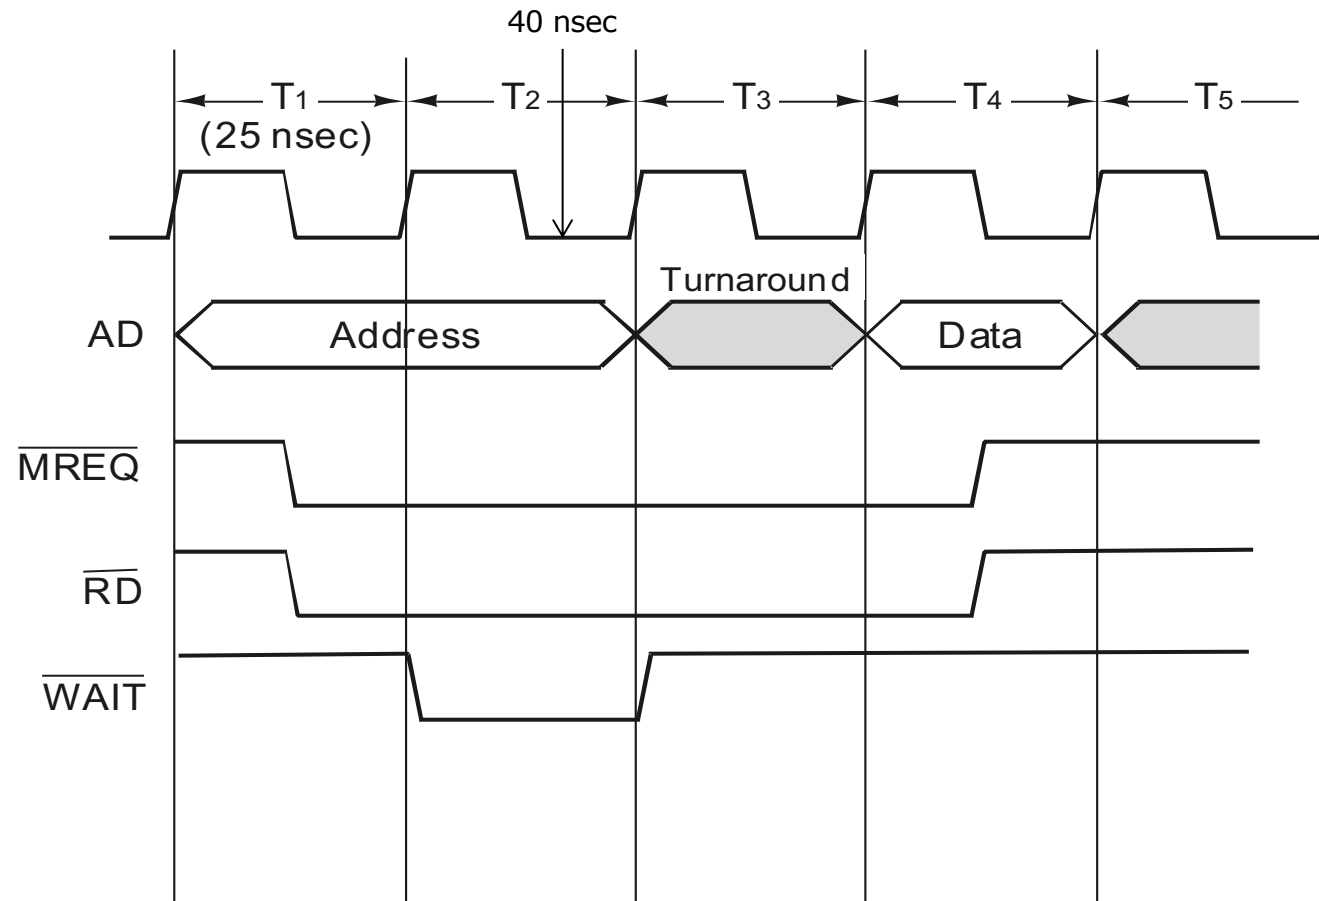 40 nsec
T1 T2 T3 T4 T5
(25 nsec)
Turnaround
AD Address Data
MREQ
RD
WAIT